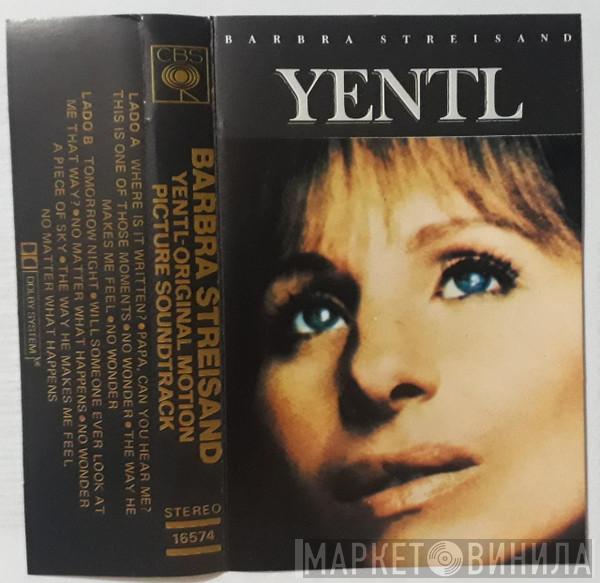 BARBRA STREISAND
YENTL
CBS
BARBRA STREISAND
YENTL-ORIGINAL MOTION
PICTURE SOUNDTRACK
STEREO
16574
LADO A WHERE IS IT WRITTEN? • PAPA, CAN YOU HEAR ME?
THIS IS ONE OF THOSE MOMENTS • NO WONDER • THE WAY HE
MAKES ME FEEL • NO WONDER
LADO B TOMORROW NIGHT • WILL SOMEONE EVER LOOK AT
ME THAT WAY? • NO MATTER WHAT HAPPENS • NO WONDER
A PIECE OF SKY • THE WAY HE MAKES ME FEEL
NO MATTER WHAT HAPPENS
DOLBY SYSTEM
МАРКЕТ ВИНИЛА